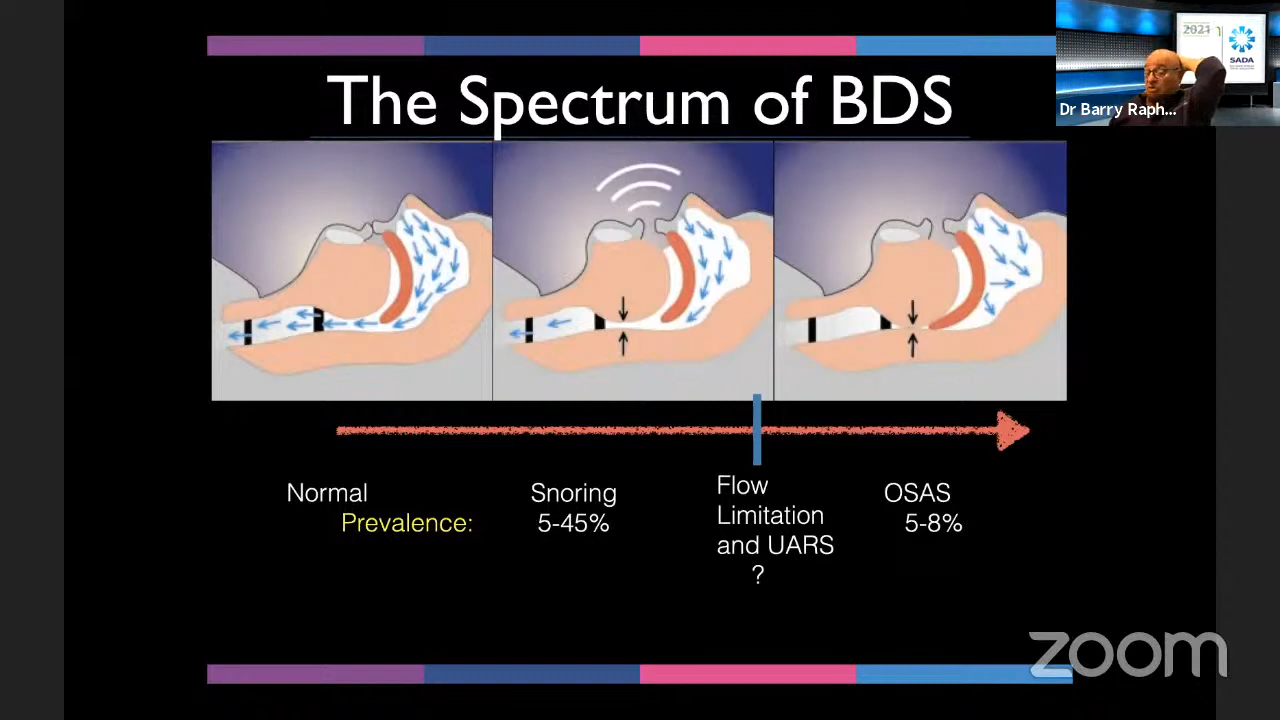 The Spectrum of BDS
2021
SADA
Dr Barry Raph...
Normal
Prevalence:
Snoring
5-45%
Flow
Limitation
and UARS
?
OSAS
5-8%
zoom